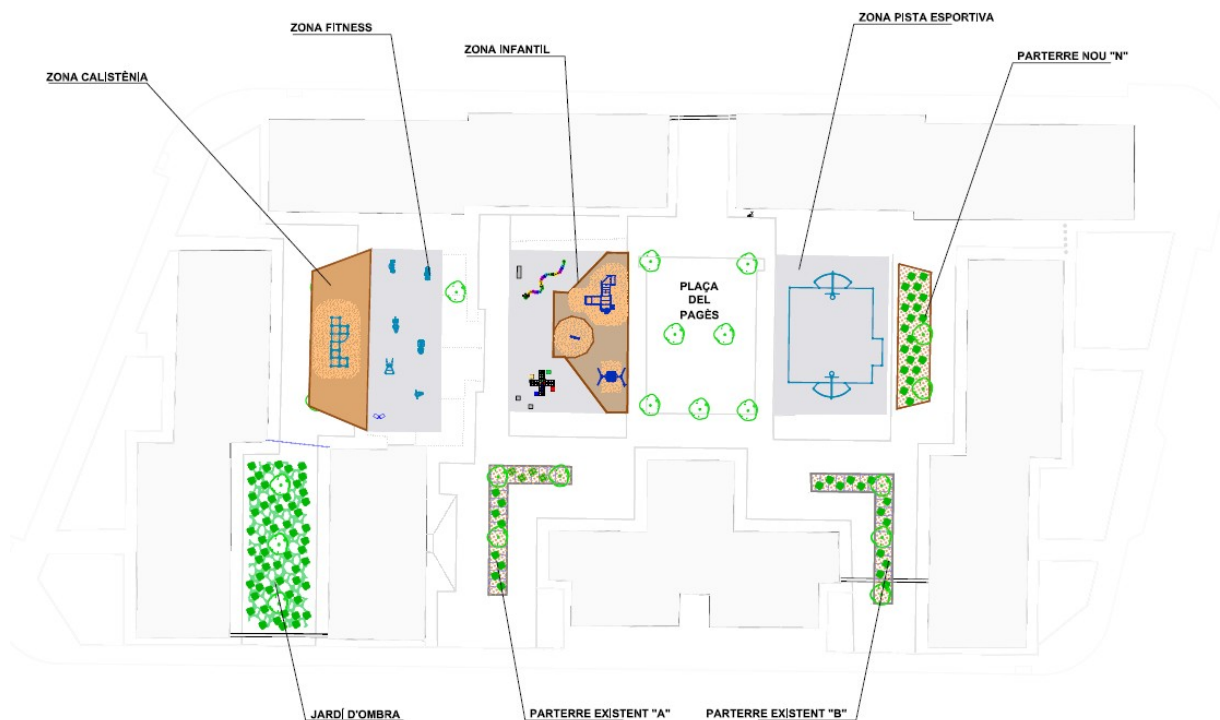 ZONA PISTA ESPORTIVA
ZONA FITNESS
ZONA INFANTIL
PARTERRE NOU "N"
ZONA CALISTÈNIA
PLAÇA
DEL
PAGÈS
JARDÍ D'OMBRA
PARTERRE EXISTENT "A"
PARTERRE EXISTENT "B"